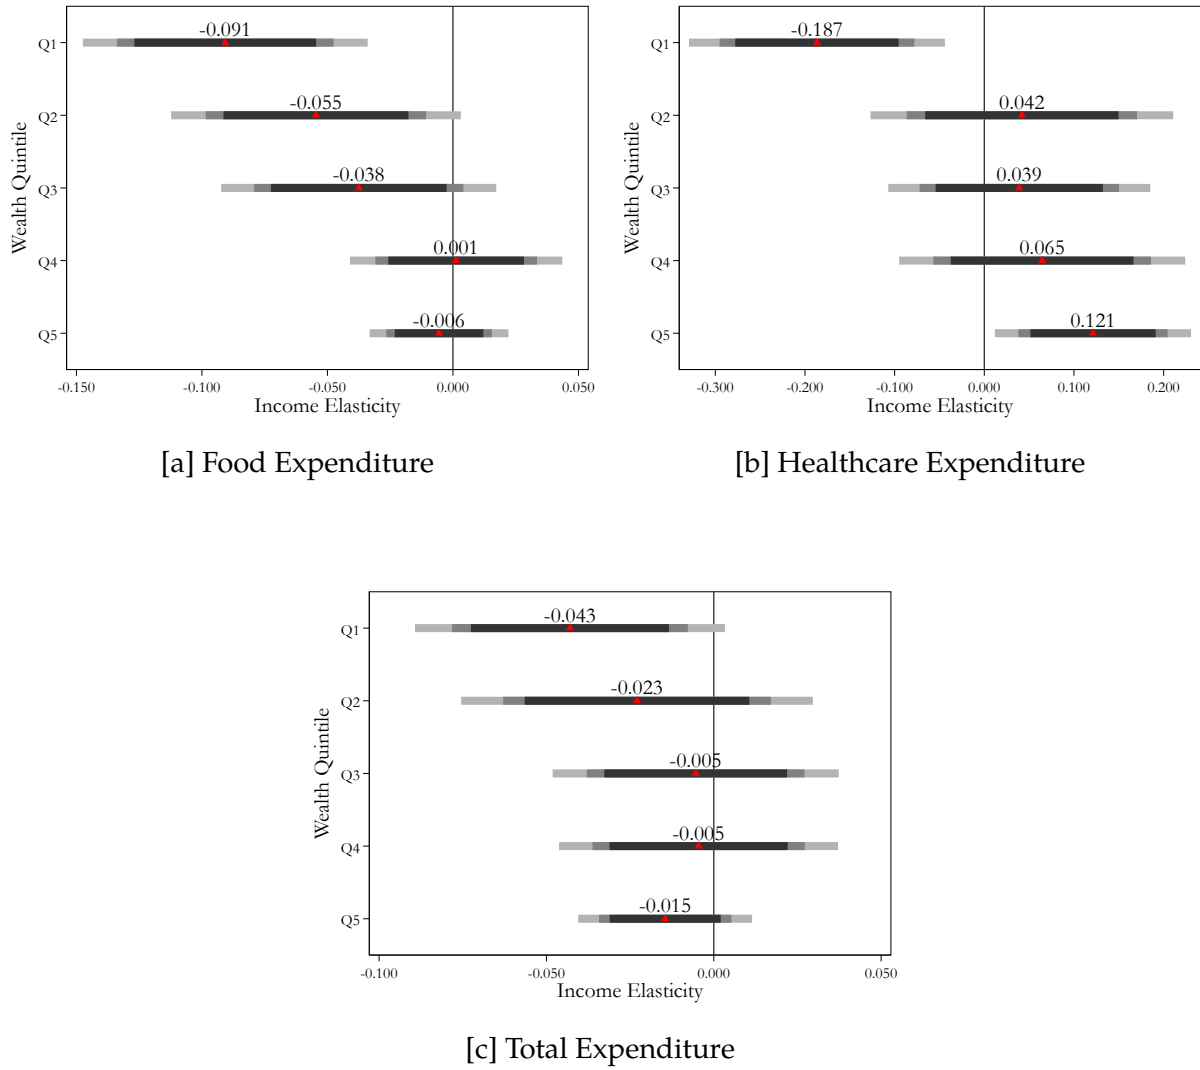 -0.091
Q1
-0.055
Q2
-0.038
Q3
0.001
Q4
-0.006
Q5
Wealth Quintile
-0.150 -0.100 -0.050 0.000 0.050
Income Elasticity
[a] Food Expenditure
-0.187
Q1
0.042
Q2
0.039
Q3
0.065
Q4
0.121
Q5
Wealth Quintile
-0.300 -0.200 -0.100 0.000 0.100 0.200
Income Elasticity
[b] Healthcare Expenditure
-0.043
Q1
-0.023
Q2
-0.005
Q3
-0.005
Q4
-0.015
Q5
Wealth Quintile
-0.100 -0.050 0.000 0.050
Income Elasticity
[c] Total Expenditure